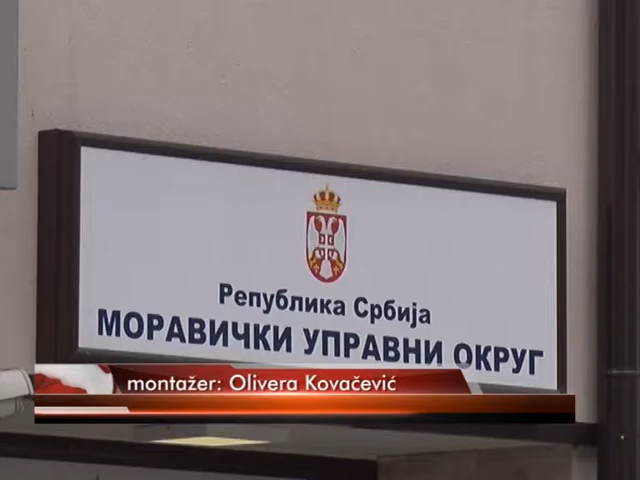 Република Србија
МОРАВИЧКИ УПРАВНИ ОКРУГ
montažer: Olivera Kovačević